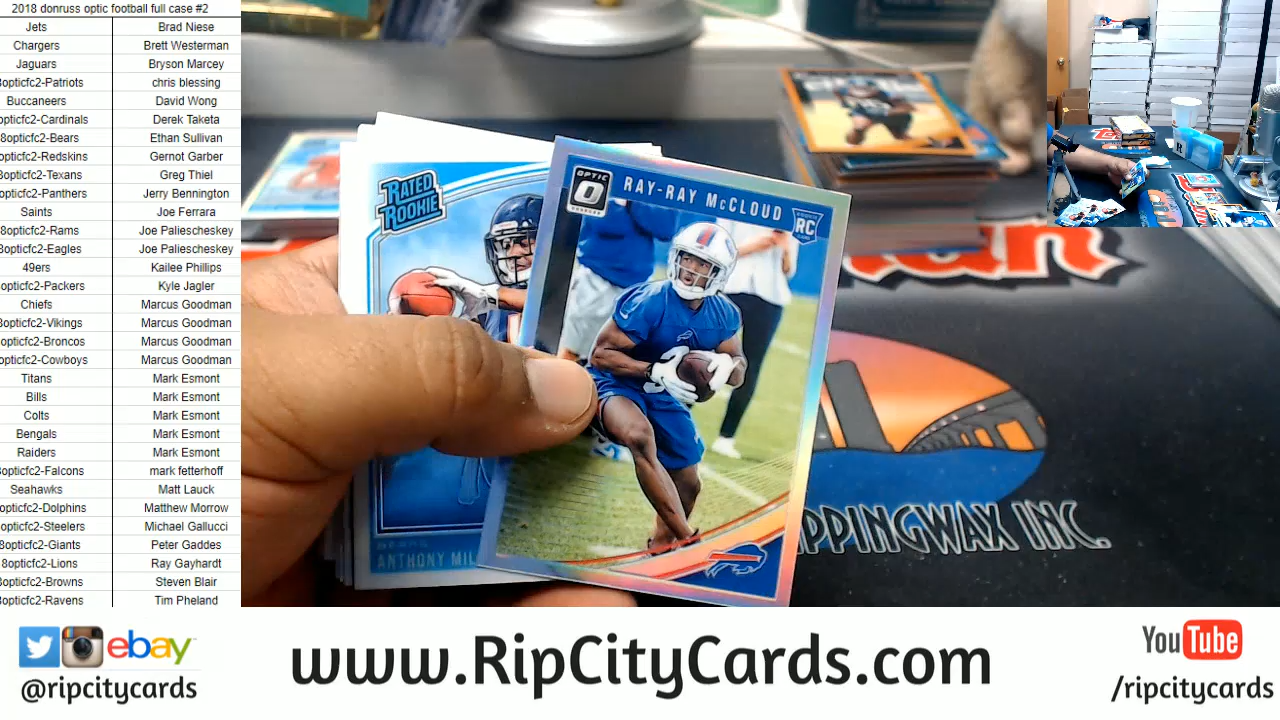 2018 donruss optic football full case #2
Jets Brad Niese
Chargers Brett Westerman
Jaguars Bryson Marcey
8opticfc2-Patriots chris blessing
Buccaneers David Wong
opticfc2-Cardinals Derek Taketa
8opticfc2-Bears Ethan Sullivan
opticfc2-Redskins Gernot Garber
opticfc2-Texans Greg Thiel
opticfc2-Panthers Jerry Bennington
Saints Joe Ferrara
8opticfc2-Rams Joe Paliescheskey
8opticfc2-Eagles Joe Paliescheskey
49ers Kailee Phillips
opticfc2-Packers Kyle Jagler
Chiefs Marcus Goodman
opticfc2-Vikings Marcus Goodman
opticfc2-Broncos Marcus Goodman
opticfc2-Cowboys Marcus Goodman
Titans Mark Esmont
Bills Mark Esmont
Colts Mark Esmont
Bengals Mark Esmont
Raiders Mark Esmont
opticfc2-Falcons mark fetterhoff
Seahawks Matt Lauck
opticfc2-Dolphins Matthew Morrow
opticfc2-Steelers Michael Gallucci
8opticfc2-Giants Peter Gaddes
8opticfc2-Lions Ray Gayhardt
opticfc2-Browns Steven Blair
opticfc2-Ravens Tim Pheland
RATED
ROOKIE
BEARS
ANTHONY MIL
OPTIC
RAY-RAY McCLOUD
RC
PPINGWAX INC.
ebay
@ripcitycards
www.RipCityCards.com
YouTube
/ripcitycards